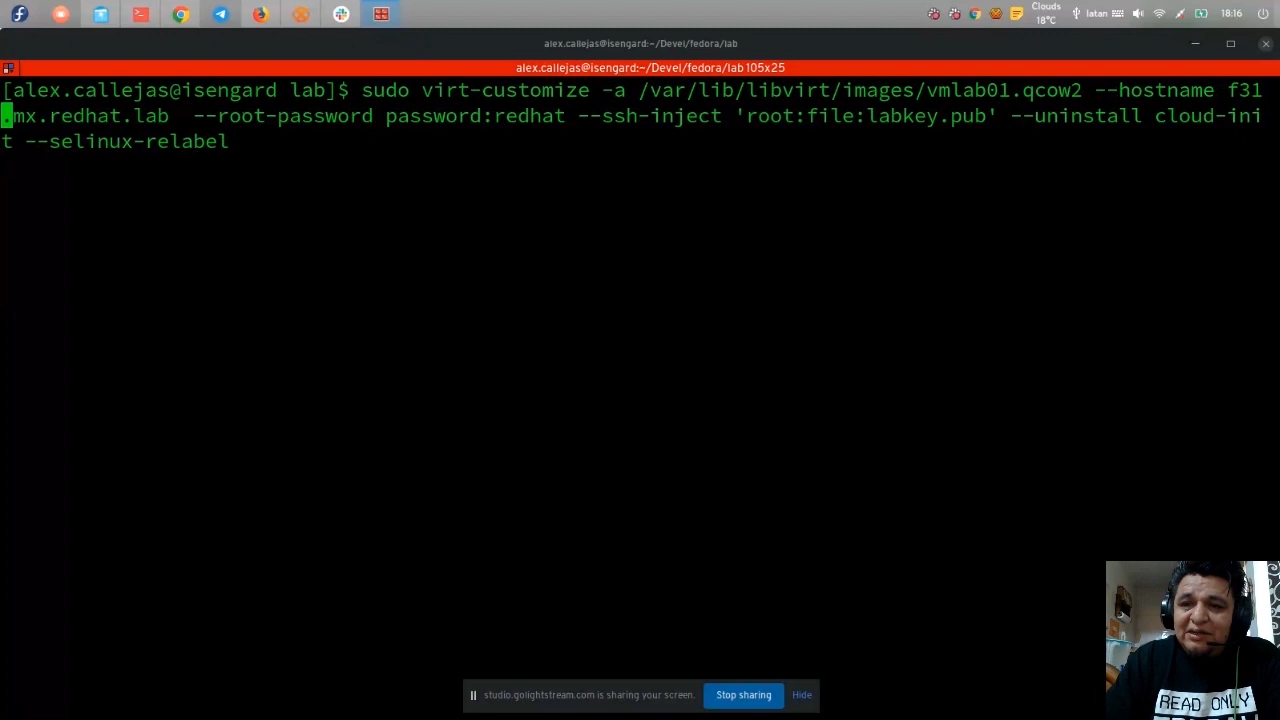 Clouds
18°C
latan
18:16
alex.callejas@isengard:~/Devel/fedora/lab
alex.callejas@isengard:~/Devel/fedora/lab 105x25
[alex.callejas@isengard lab]$ sudo virt-customize -a /var/lib/libvirt/images/vmlab01.qcow2 --hostname f31
.mx.redhat.lab  --root-password password:redhat --ssh-inject 'root:file:labkey.pub' --uninstall cloud-ini
t --selinux-relabel
studio.golightstream.com is sharing your screen.
Stop sharing
Hide
READ ONLY